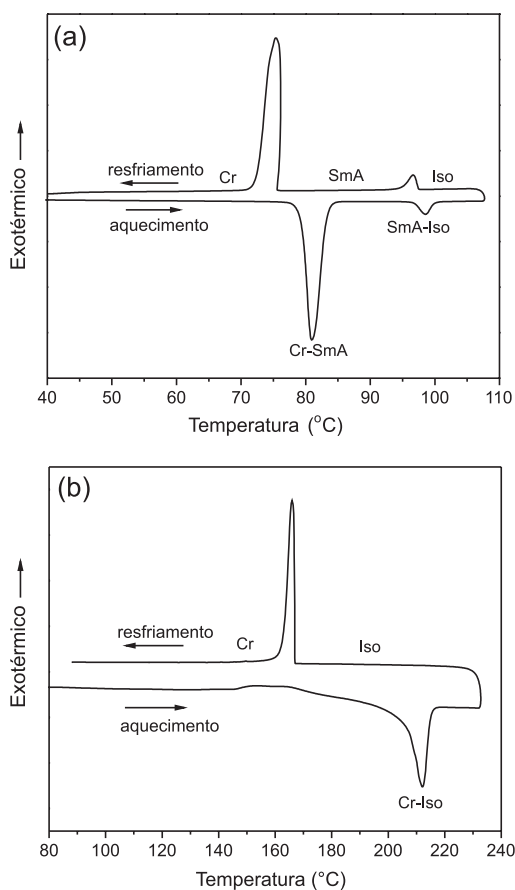 (a)
Exotérmico
resfriamento
Cr
SmA
Iso
aquecimento
SmA-Iso
Cr-SmA
40 50 60 70 80 90 100 110
Temperatura (°C)
(b)
Exotérmico
resfriamento
Cr
Iso
aquecimento
Cr-Iso
80 100 120 140 160 180 200 220 240
Temperatura (°C)